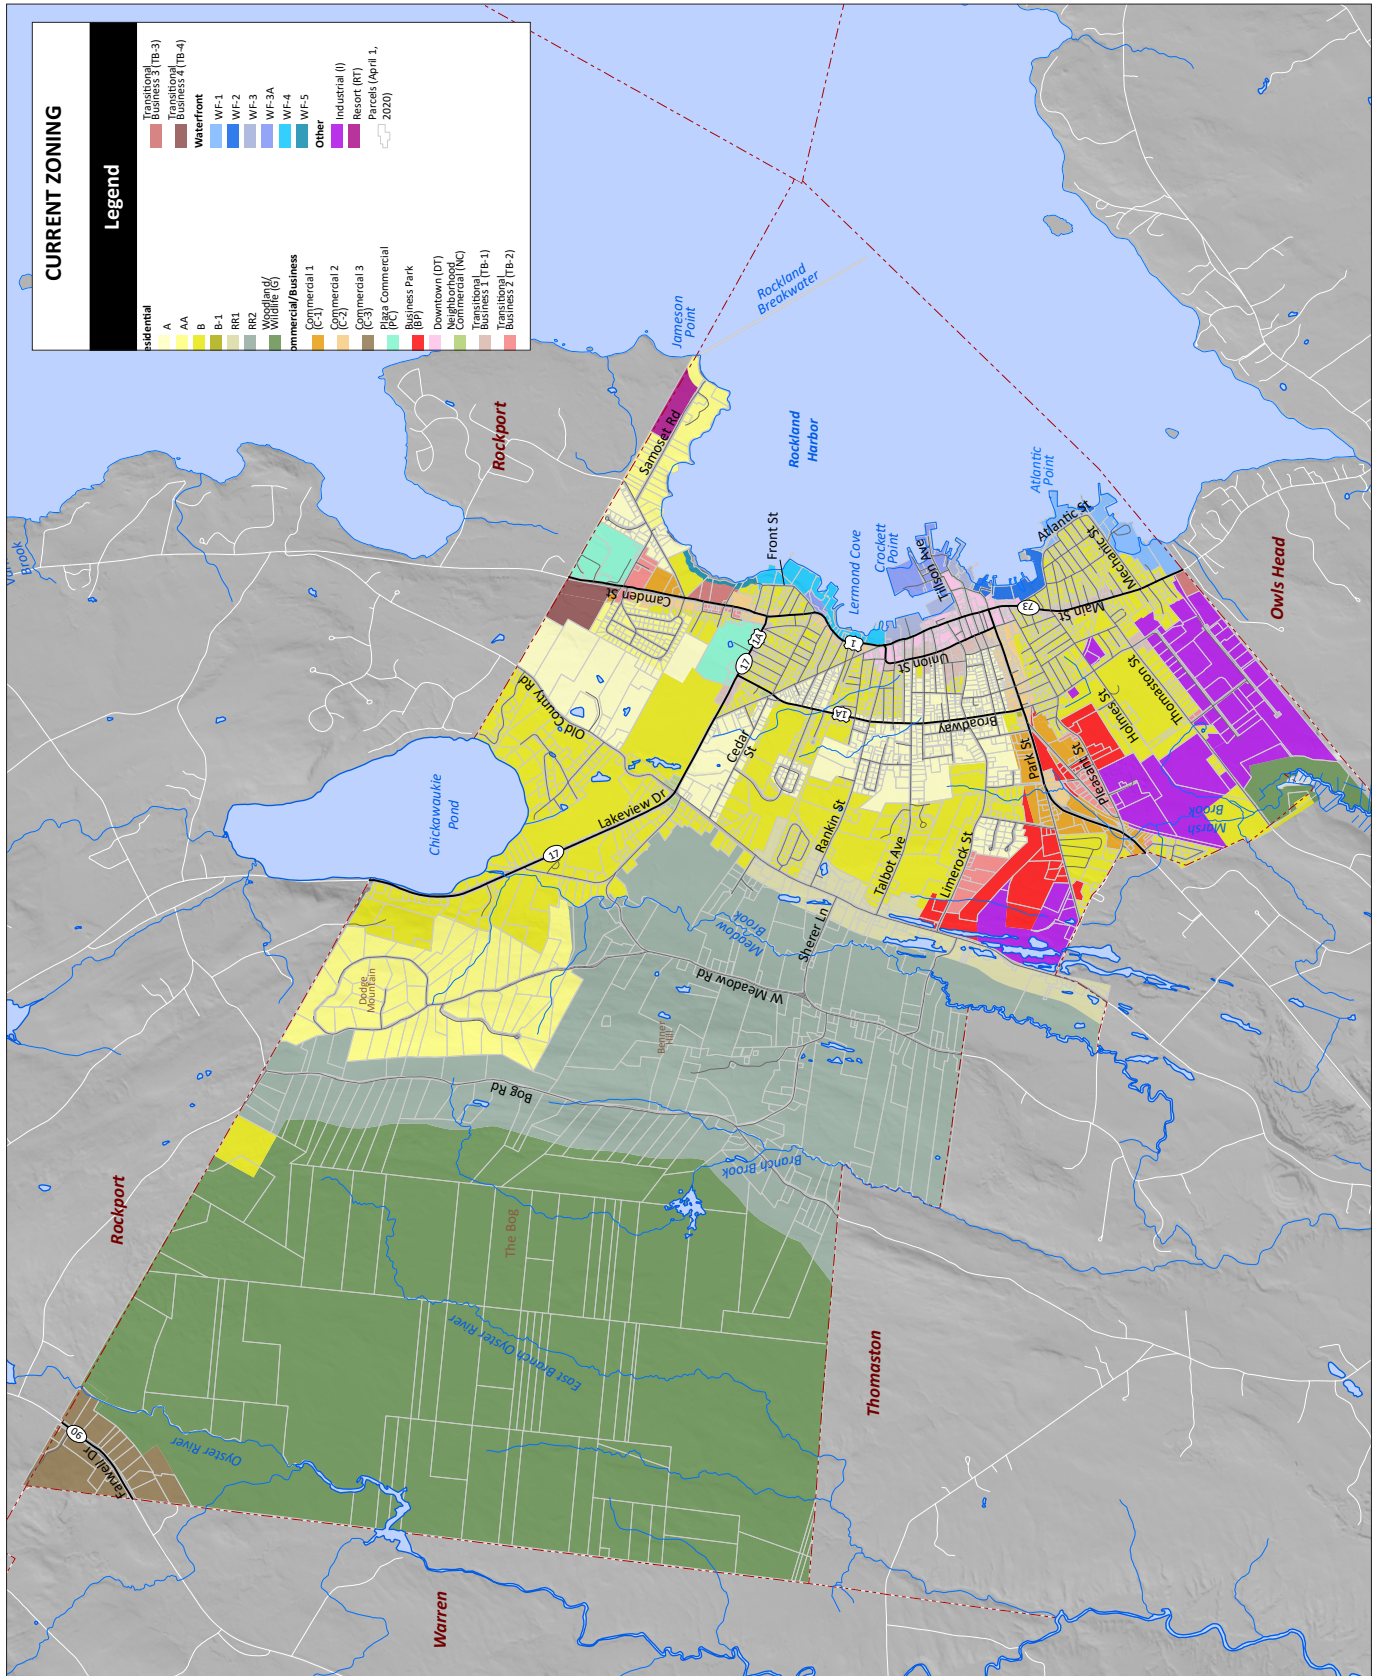 CURRENT ZONING
Legend
esidential
A
AA
B
B-1
RR1
RR2
Woodland/
Wildlife (G)
ommercial/Business
Commercial 1
(C-1)
Commercial 2
(C-2)
Commercial 3
(C-3)
Plaza Commercial
(PC)
Business Park
(BP)
Downtown (DT)
Neighborhood
Commercial (NC)
Transitional
Business 1 (TB-1)
Transitional
Business 2 (TB-2)
Transitional
Business 3 (TB-3)
Transitional
Business 4 (TB-4)
Waterfront
WF-1
WF-2
WF-3
WF-3A
WF-4
WF-5
Other
Industrial (I)
Resort (RT)
Parcels (April 1,
2020)
Brook
Rockport
Jameson
Point
Rockland
Breakwater
Samoset Rd
Rockland
Harbor
Atlantic
Point
Front St
Lermond Cove
Crockett
Point
Tillson Ave
Atlantic St
Mechanic St
Owls Head
Camden St
1A
17
1
73
Main St
Union St
Old County Rd
Cedar
St
1A
Broadway
Holmes St
Thomaston St
Park St
Pleasant St
Chickawaukie
Pond
Lakeview Dr
17
Rankin St
Talbot Ave
Limerock St
Marsh
Brook
Meadow
Brook
Sherer Ln
W Meadow Rd
Dodge
Mountain
Benner
Hill
Bog Rd
Branch Brook
Rockport
The Bog
East Branch Oyster River
Thomaston
90
Farwell Dr
Oyster River
Warren